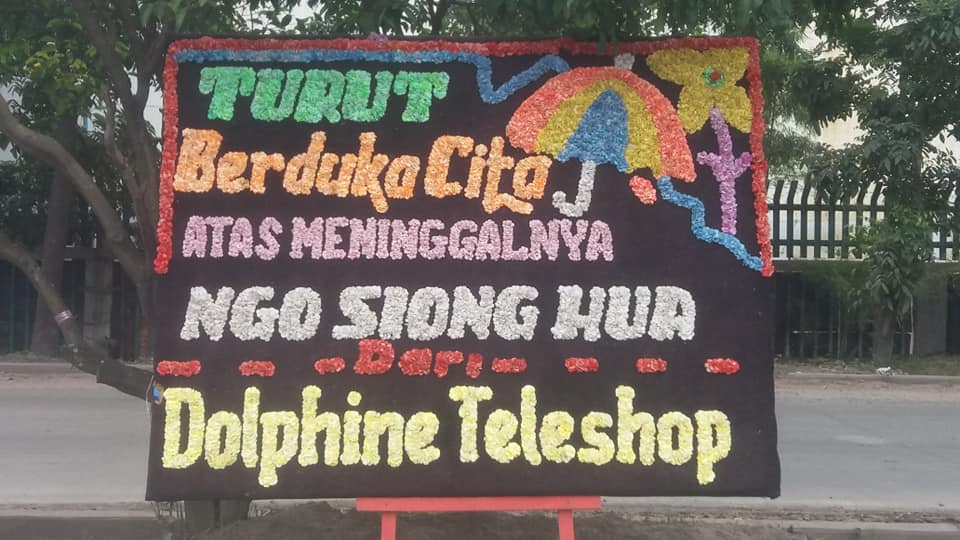 TURUT
Berduka Cita
ATAS MENINGGALNYA
NGO SIONG HUA
Dari
Dolphine Teleshop